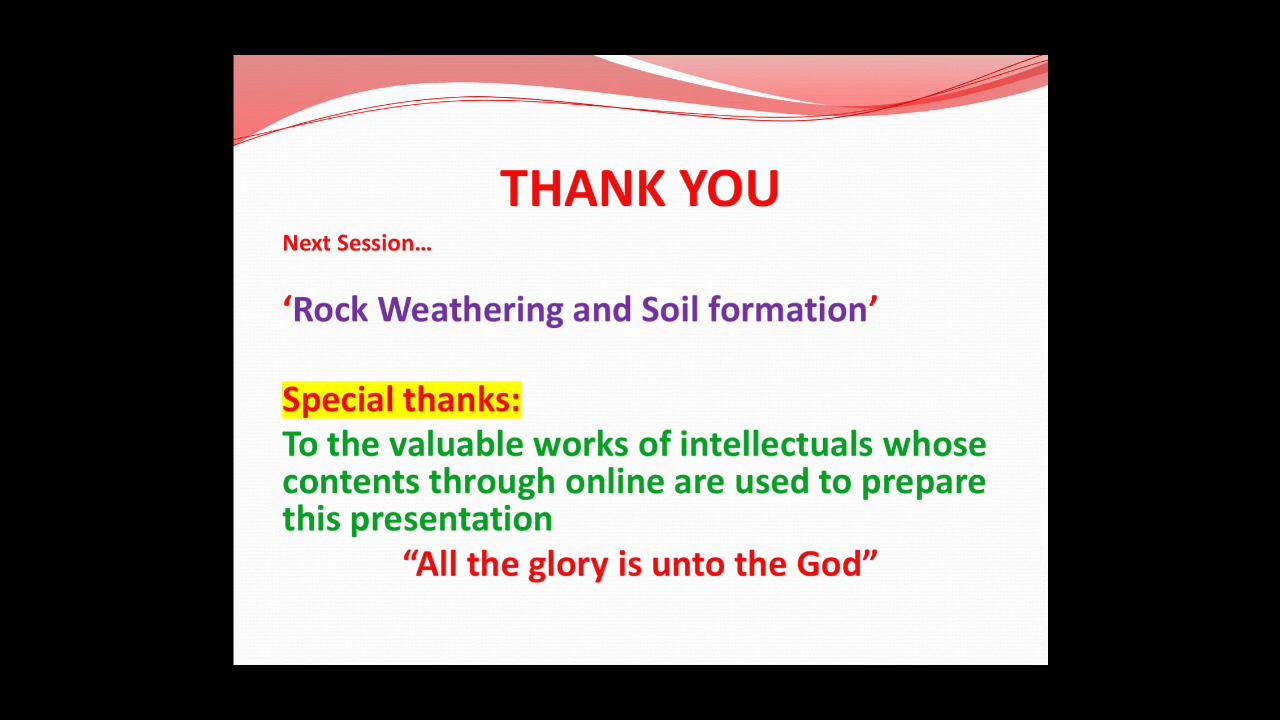 THANK YOU
Next Session…
‘Rock Weathering and Soil formation’
Special thanks:
To the valuable works of intellectuals whose
contents through online are used to prepare
this presentation
“All the glory is unto the God”